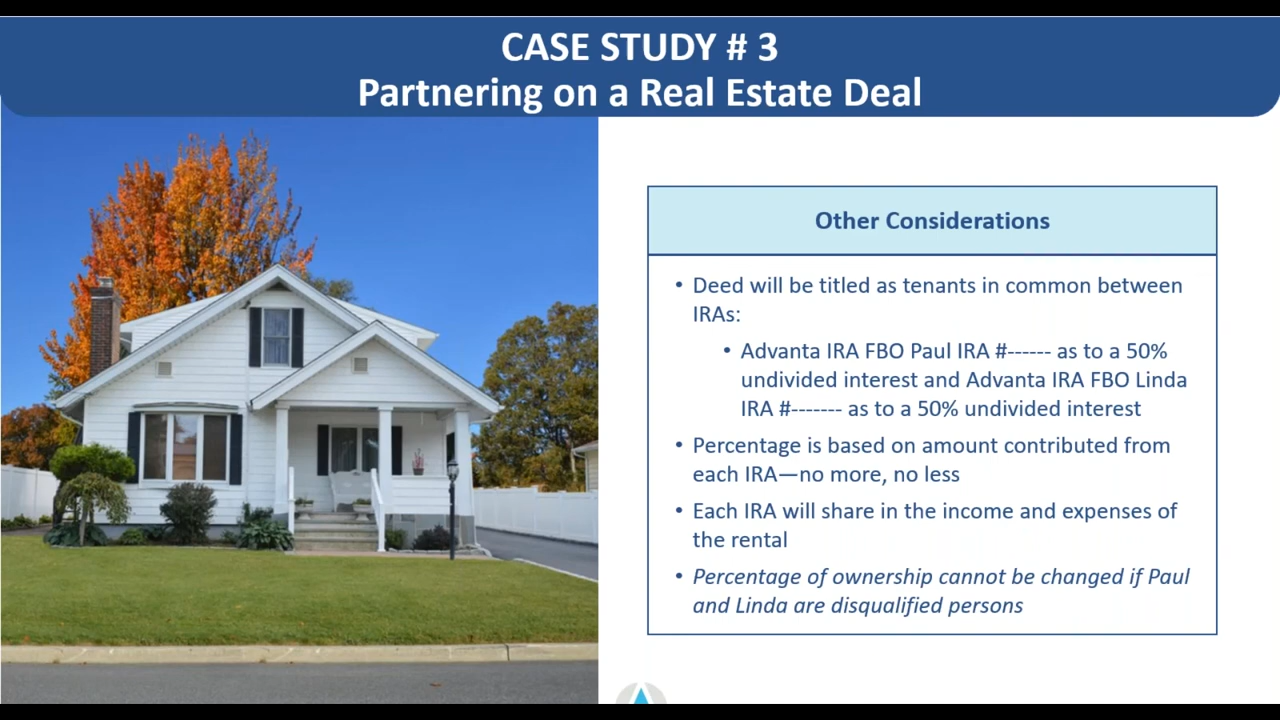 CASE STUDY # 3
Partnering on a Real Estate Deal
Other Considerations
• Deed will be titled as tenants in common between
IRAs:
• Advanta IRA FBO Paul IRA #------ as to a 50%
undivided interest and Advanta IRA FBO Linda
IRA #------- as to a 50% undivided interest
• Percentage is based on amount contributed from
each IRA—no more, no less
• Each IRA will share in the income and expenses of
the rental
• Percentage of ownership cannot be changed if Paul
and Linda are disqualified persons